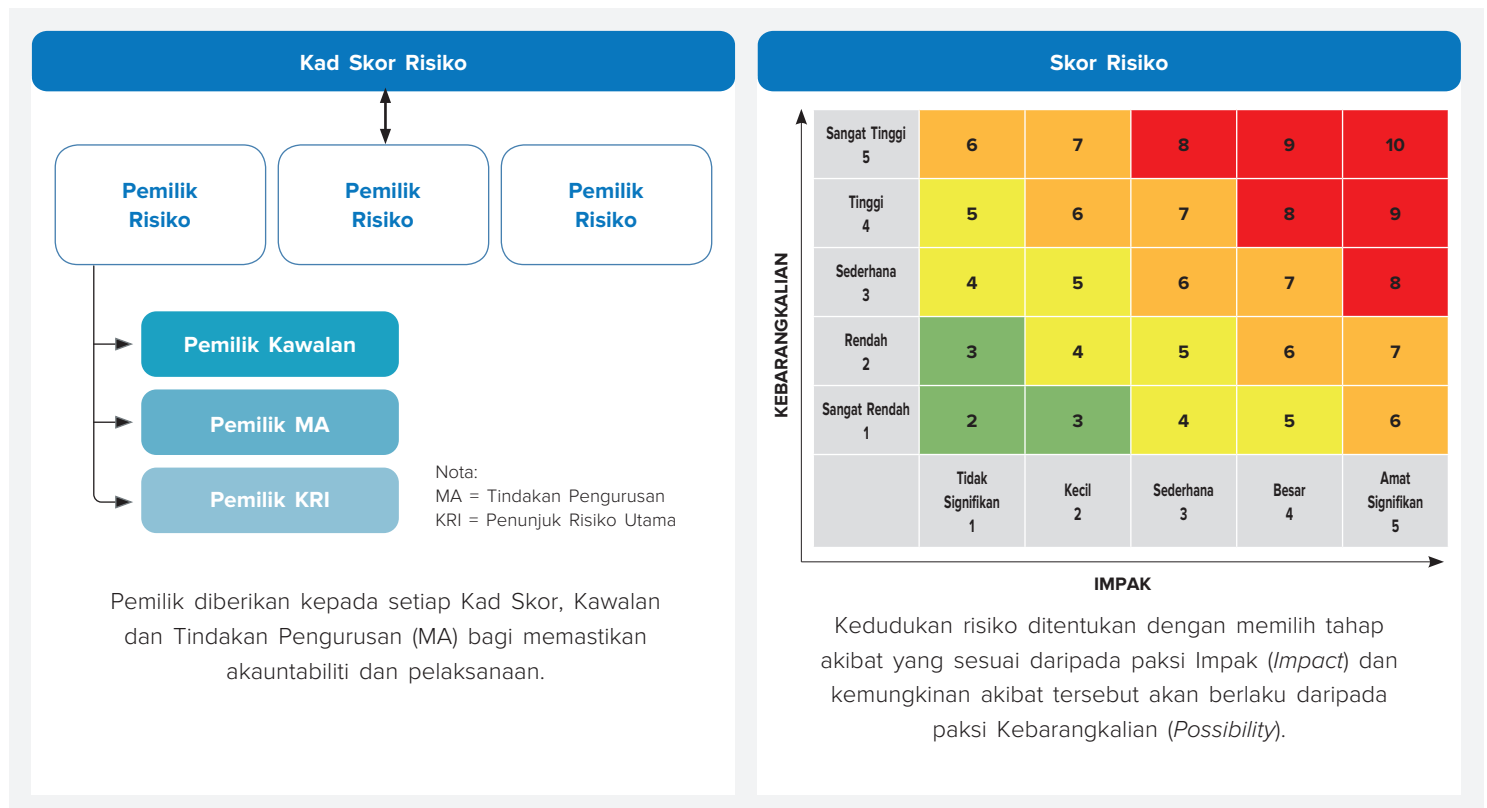 Kad Skor Risiko
Pemilik
Risiko
Pemilik
Risiko
Pemilik
Risiko
Pemilik Kawalan
Pemilik MA
Pemilik KRI
Nota:
MA = Tindakan Pengurusan
KRI = Penunjuk Risiko Utama
Pemilik diberikan kepada setiap Kad Skor, Kawalan
dan Tindakan Pengurusan (MA) bagi memastikan
akauntabiliti dan pelaksanaan.
Skor Risiko
KEBARANGKALIAN
Sangat Tinggi
5
6 7 8 9 10
Tinggi
4
5 6 7 8 9
Sederhana
3
4 5 6 7 8
Rendah
2
3 4 5 6 7
Sangat Rendah
1
2 3 4 5 6
Tidak
Signifikan
1
Kecil
2
Sederhana
3
Besar
4
Amat
Signifikan
5
IMPAK
Kedudukan risiko ditentukan dengan memilih tahap
akibat yang sesuai daripada paksi Impak (Impact) dan
kemungkinan akibat tersebut akan berlaku daripada
paksi Kebarangkalian (Possibility).